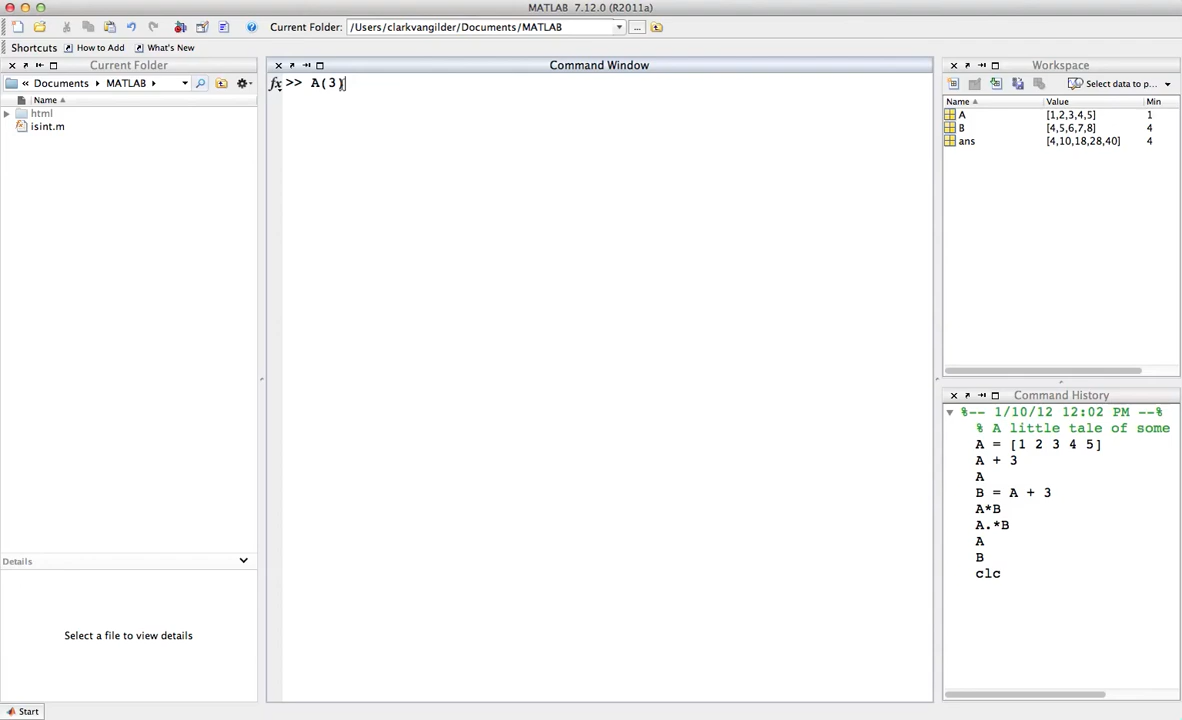 MATLAB 7.12.0 (R2011a)
Current Folder: /Users/clarkvangilder/Documents/MATLAB ...
Shortcuts How to Add What's New
Current Folder
« Documents MATLAB
Name
html
isint.m
Details
Select a file to view details
Start
Command Window
fx >> A(3)
Workspace
Select data to p...
Name Value Min
A [1,2,3,4,5] 1
B [4,5,6,7,8] 4
ans [4,10,18,28,40] 4
Command History
%-- 1/10/12 12:02 PM --%
% A little tale of some
A = [1 2 3 4 5]
A + 3
A
B = A + 3
A*B
A.*B
A
B
clc